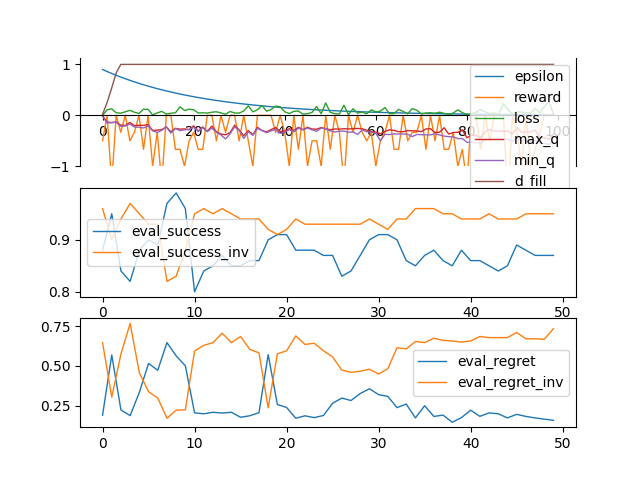 1
0
−1
0
20
40
60
80
100
epsilon
reward
loss
max_q
min_q
d_fill
0.9
0.8
eval_success
eval_success_inv
0
10
20
30
40
50
0.75
0.50
0.25
eval_regret
eval_regret_inv
0
10
20
30
40
50